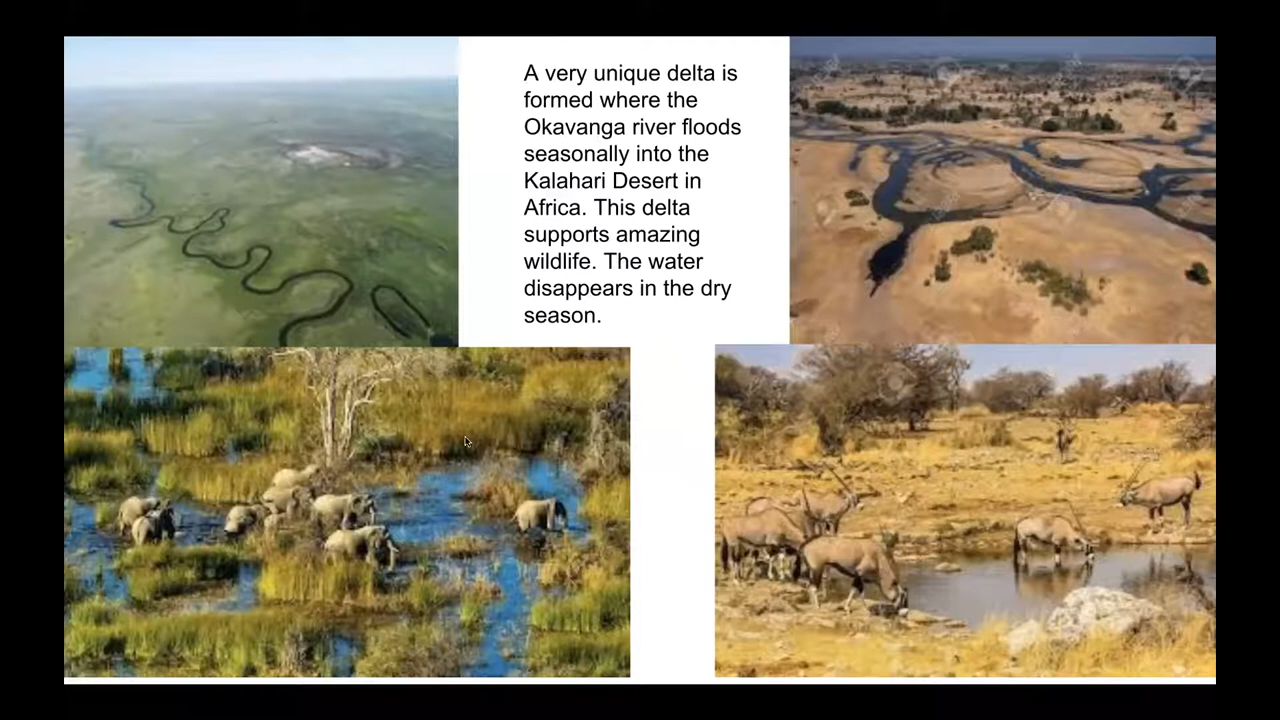 A very unique delta is
formed where the
Okavanga river floods
seasonally into the
Kalahari Desert in
Africa. This delta
supports amazing
wildlife. The water
disappears in the dry
season.